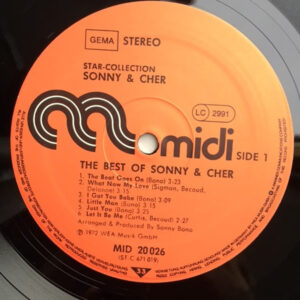 GEMA STEREO
STAR-COLLECTION
SONNY & CHER
LC 2991
midi SIDE 1
THE BEST OF SONNY & CHER
1. The Beat Goes On (Bono) 3:23
2. What Now My Love (Sigman, Becaud,
Delanoe) 3:15
3. I Got You Babe (Bono) 3:09
4. Little Man (Bono) 3:15
5. Just You (Bono) 3:25
6. Let It Be Me (Curtis, Becaud) 6:27
Arranged & Produced by Sonny Bono
℗ 1972 WEA Musik GmbH
MID 20 026
33